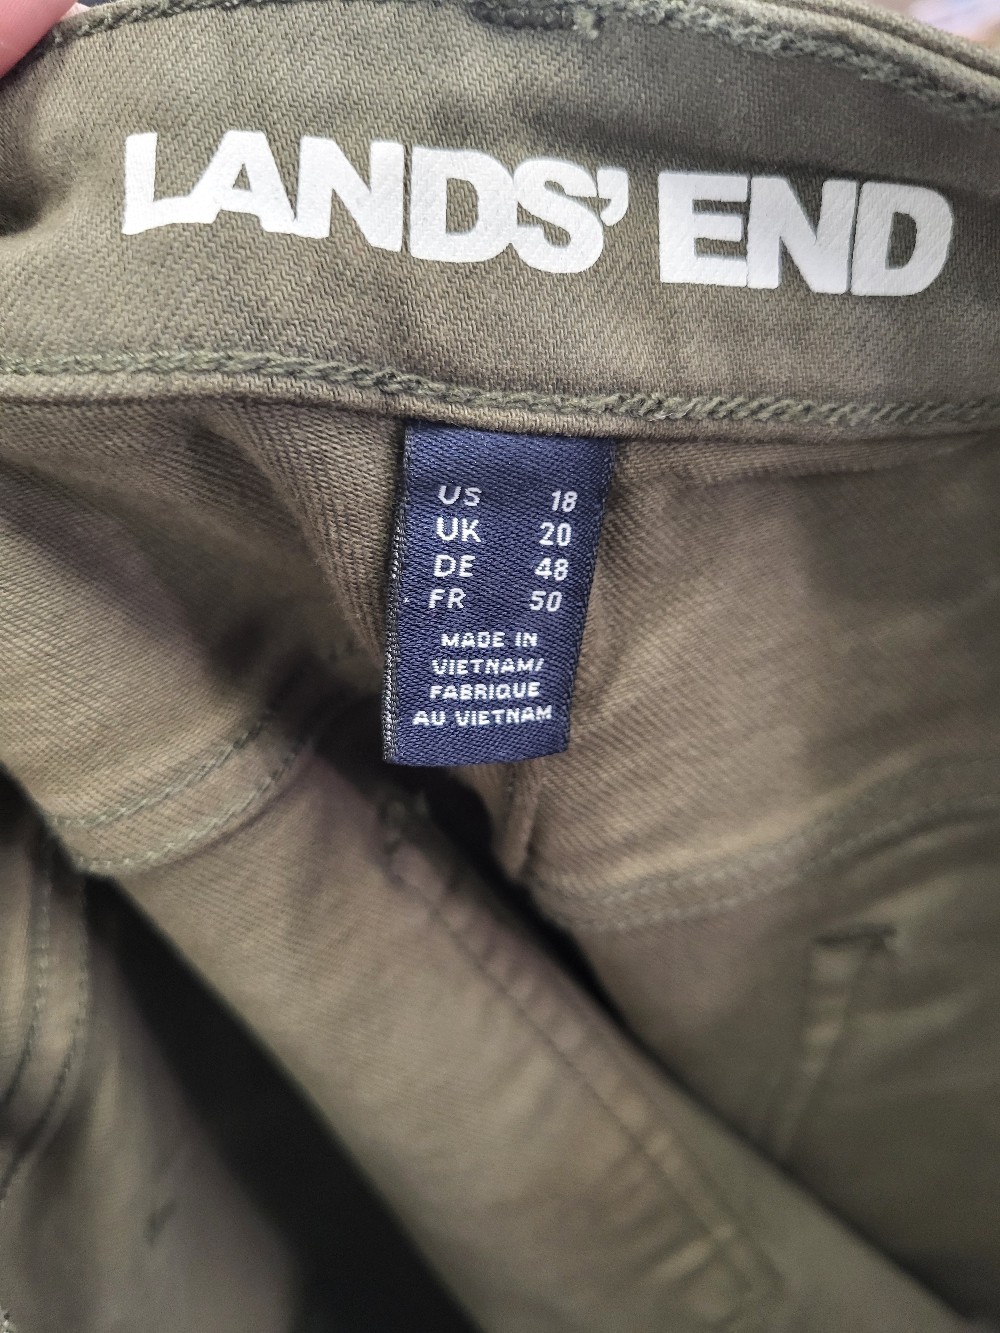 LANDS' END
US 18
UK 20
DE 48
FR 50
MADE IN
VIETNAM/
FABRIQUE
AU VIETNAM